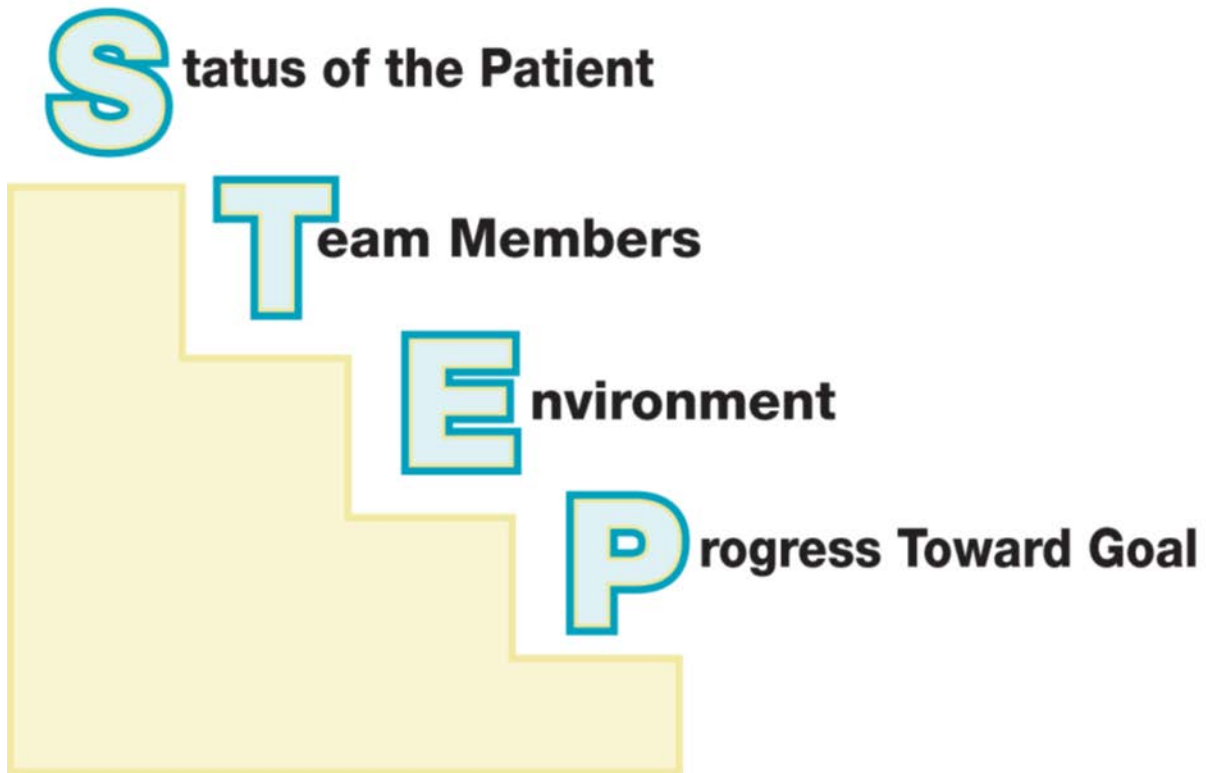 Status of the Patient
Team Members
Environment
Progress Toward Goal